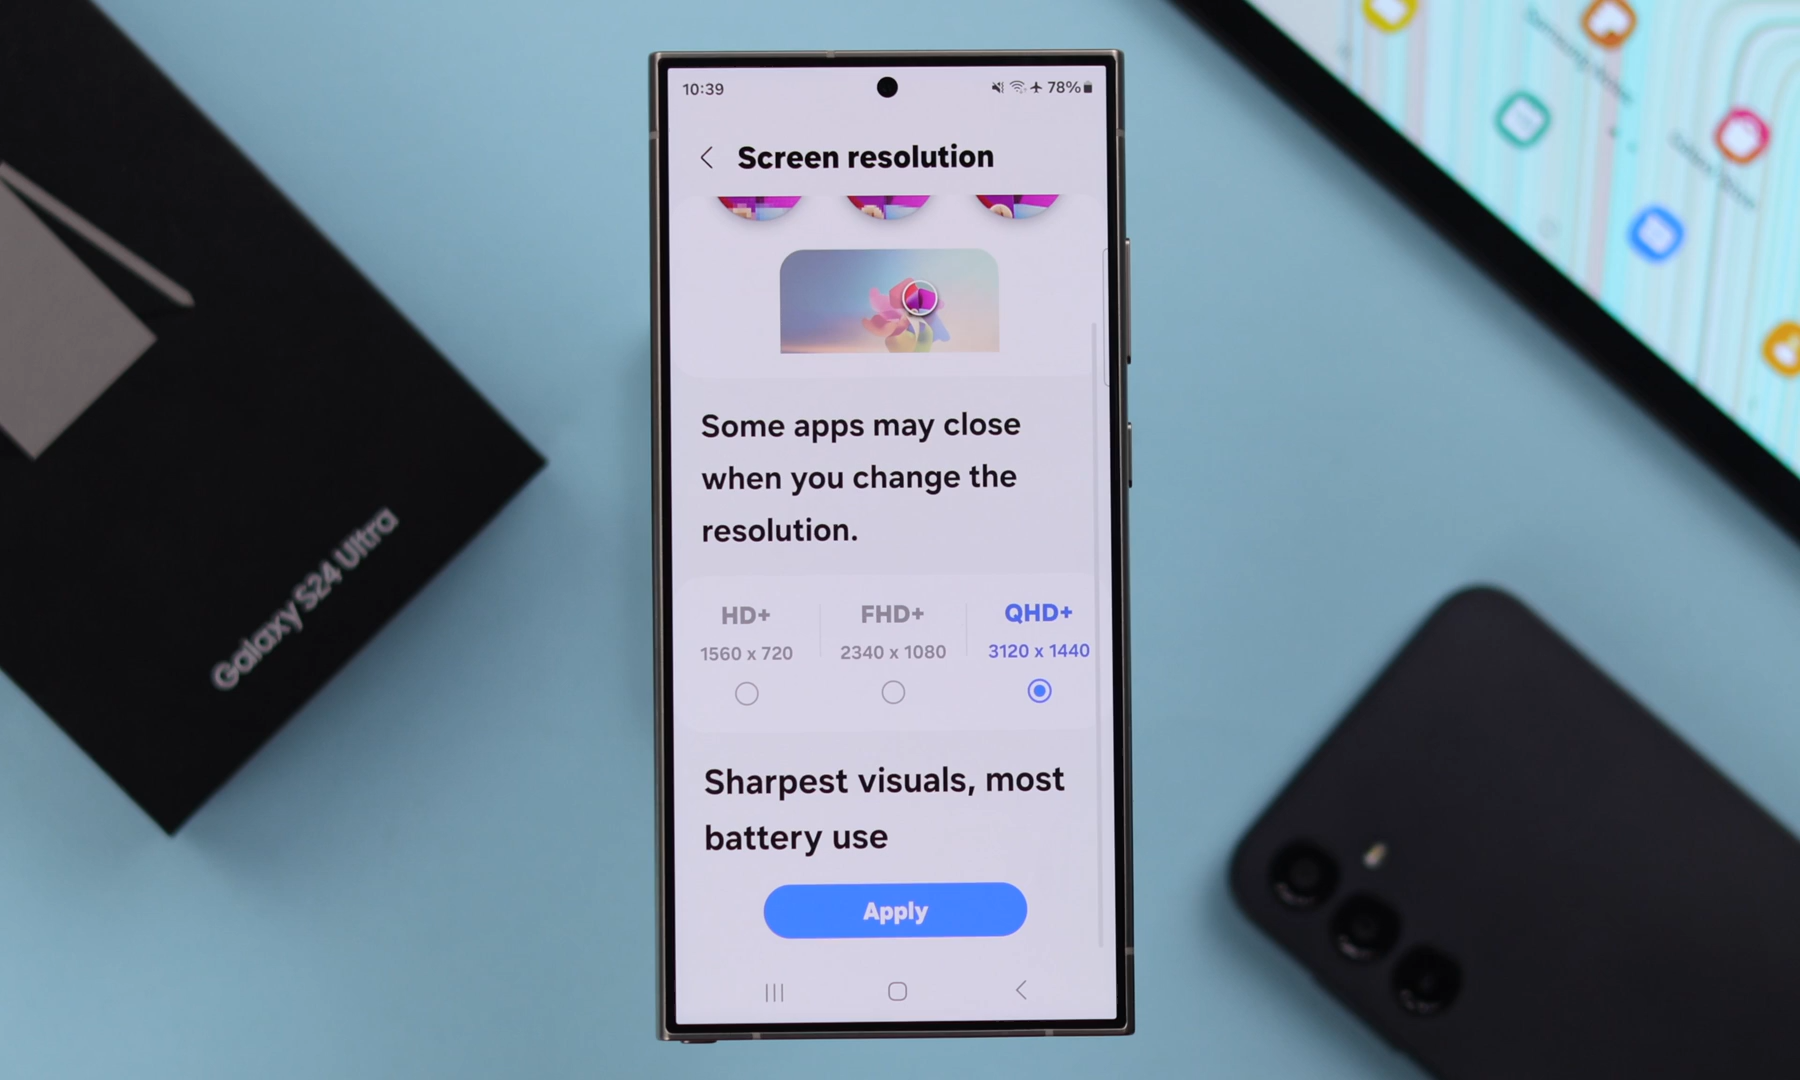 10:39
78%
Screen resolution
Some apps may close
when you change the
resolution.
HD+
FHD+
QHD+
1560 x 720
2340 x 1080
3120 x 1440
Sharpest visuals, most
battery use
Apply
Galaxy S24 Ultra